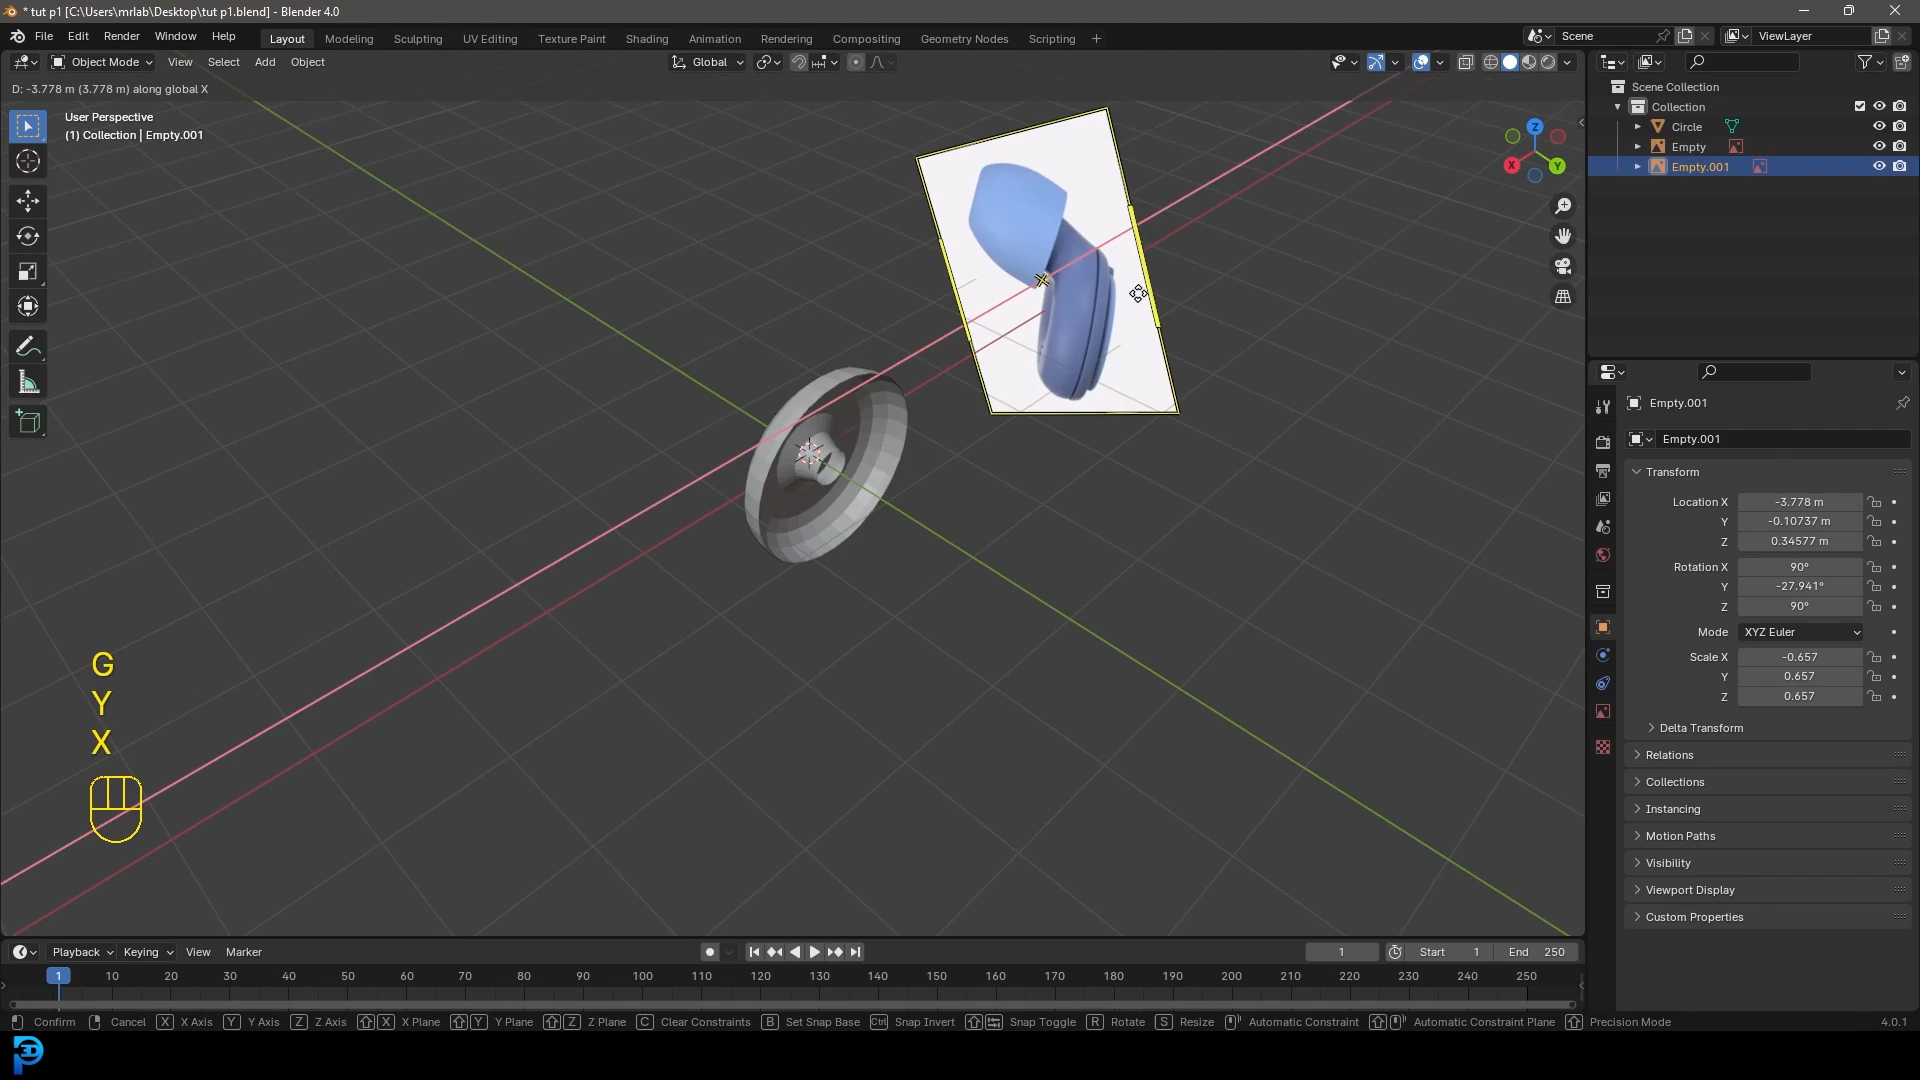 * tut p1 [C:\Users\mrlab\Desktop\tut p1.blend] - Blender 4.0
File Edit Render Window Help
Layout Modeling Sculpting UV Editing Texture Paint Shading Animation Rendering Compositing Geometry Nodes Scripting +
Scene
ViewLayer
Object Mode View Select Add Object
Global
D: -3.778 m (3.778 m) along global X
User Perspective
(1) Collection | Empty.001
Z
X
Y
G
Y
X
Scene Collection
Collection
Circle
Empty
Empty.001
Empty.001
Empty.001
Transform
Location X -3.778 m
Y -0.10737 m
Z 0.34577 m
Rotation X 90°
Y -27.941°
Z 90°
Mode XYZ Euler
Scale X -0.657
Y 0.657
Z 0.657
Delta Transform
Relations
Collections
Instancing
Motion Paths
Visibility
Viewport Display
Custom Properties
Playback Keying View Marker
1
Start 1
End 250
1 10 20 30 40 50 60 70 80 90 100 110 120 130 140 150 160 170 180 190 200 210 220 230 240 250
Confirm Cancel X X Axis Y Y Axis Z Z Axis X X Plane Y Y Plane Z Z Plane C Clear Constraints B Set Snap Base Ctrl Snap Invert Snap Toggle R Rotate S Resize Automatic Constraint Automatic Constraint Plane Precision Mode
4.0.1
3D